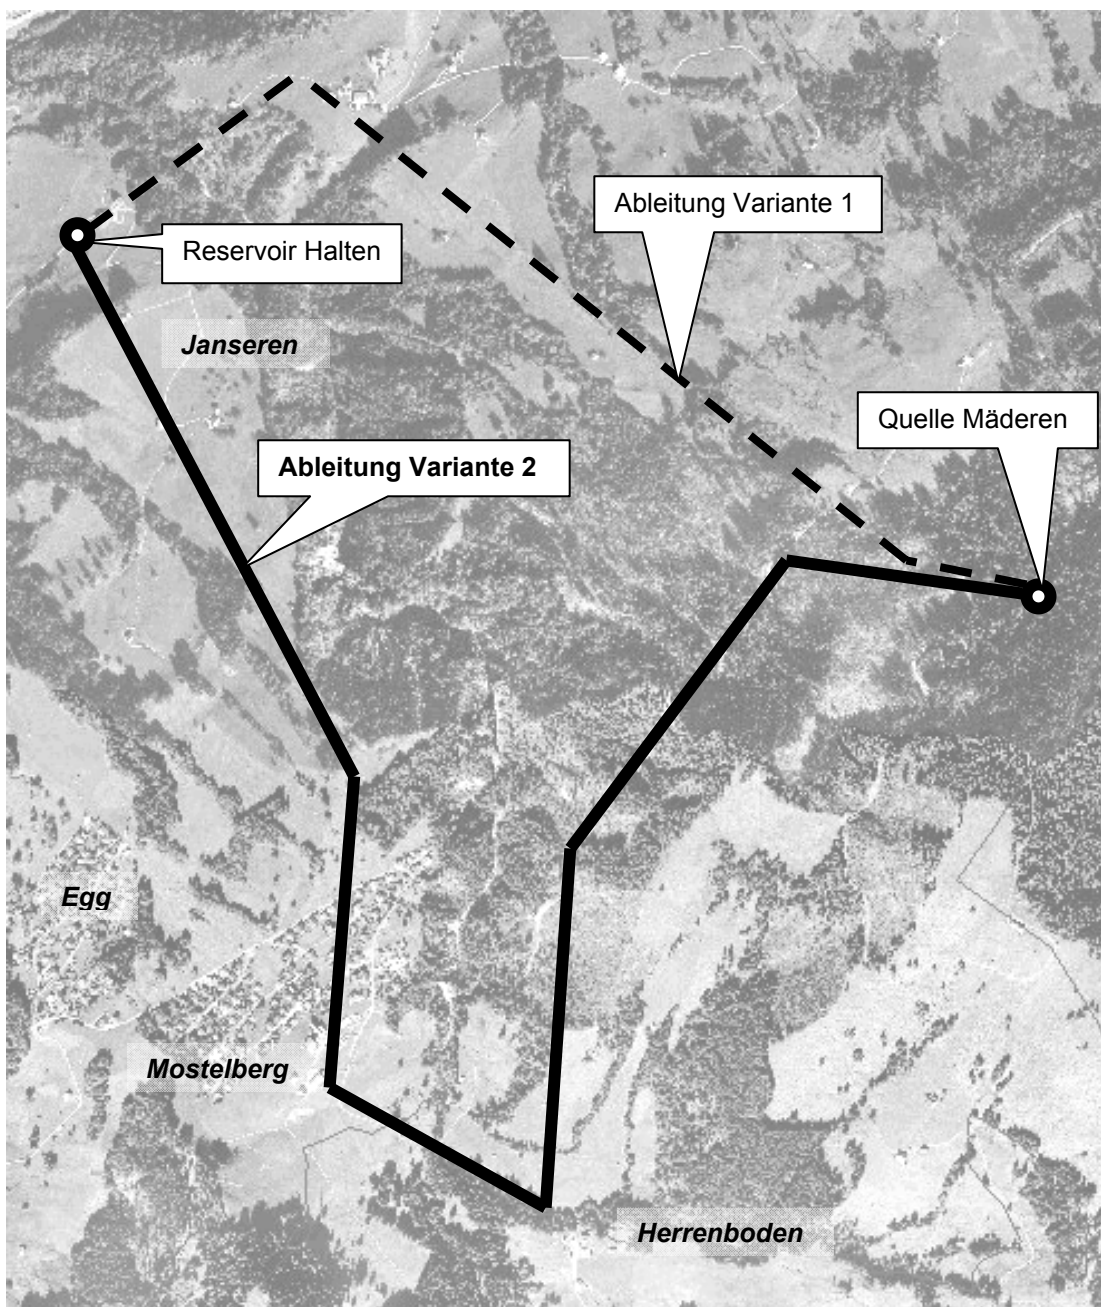 Ableitung Variante 1
Reservoir Halten
Janseren
Quelle Mäderen
Ableitung Variante 2
Egg
Mostelberg
Herrenboden